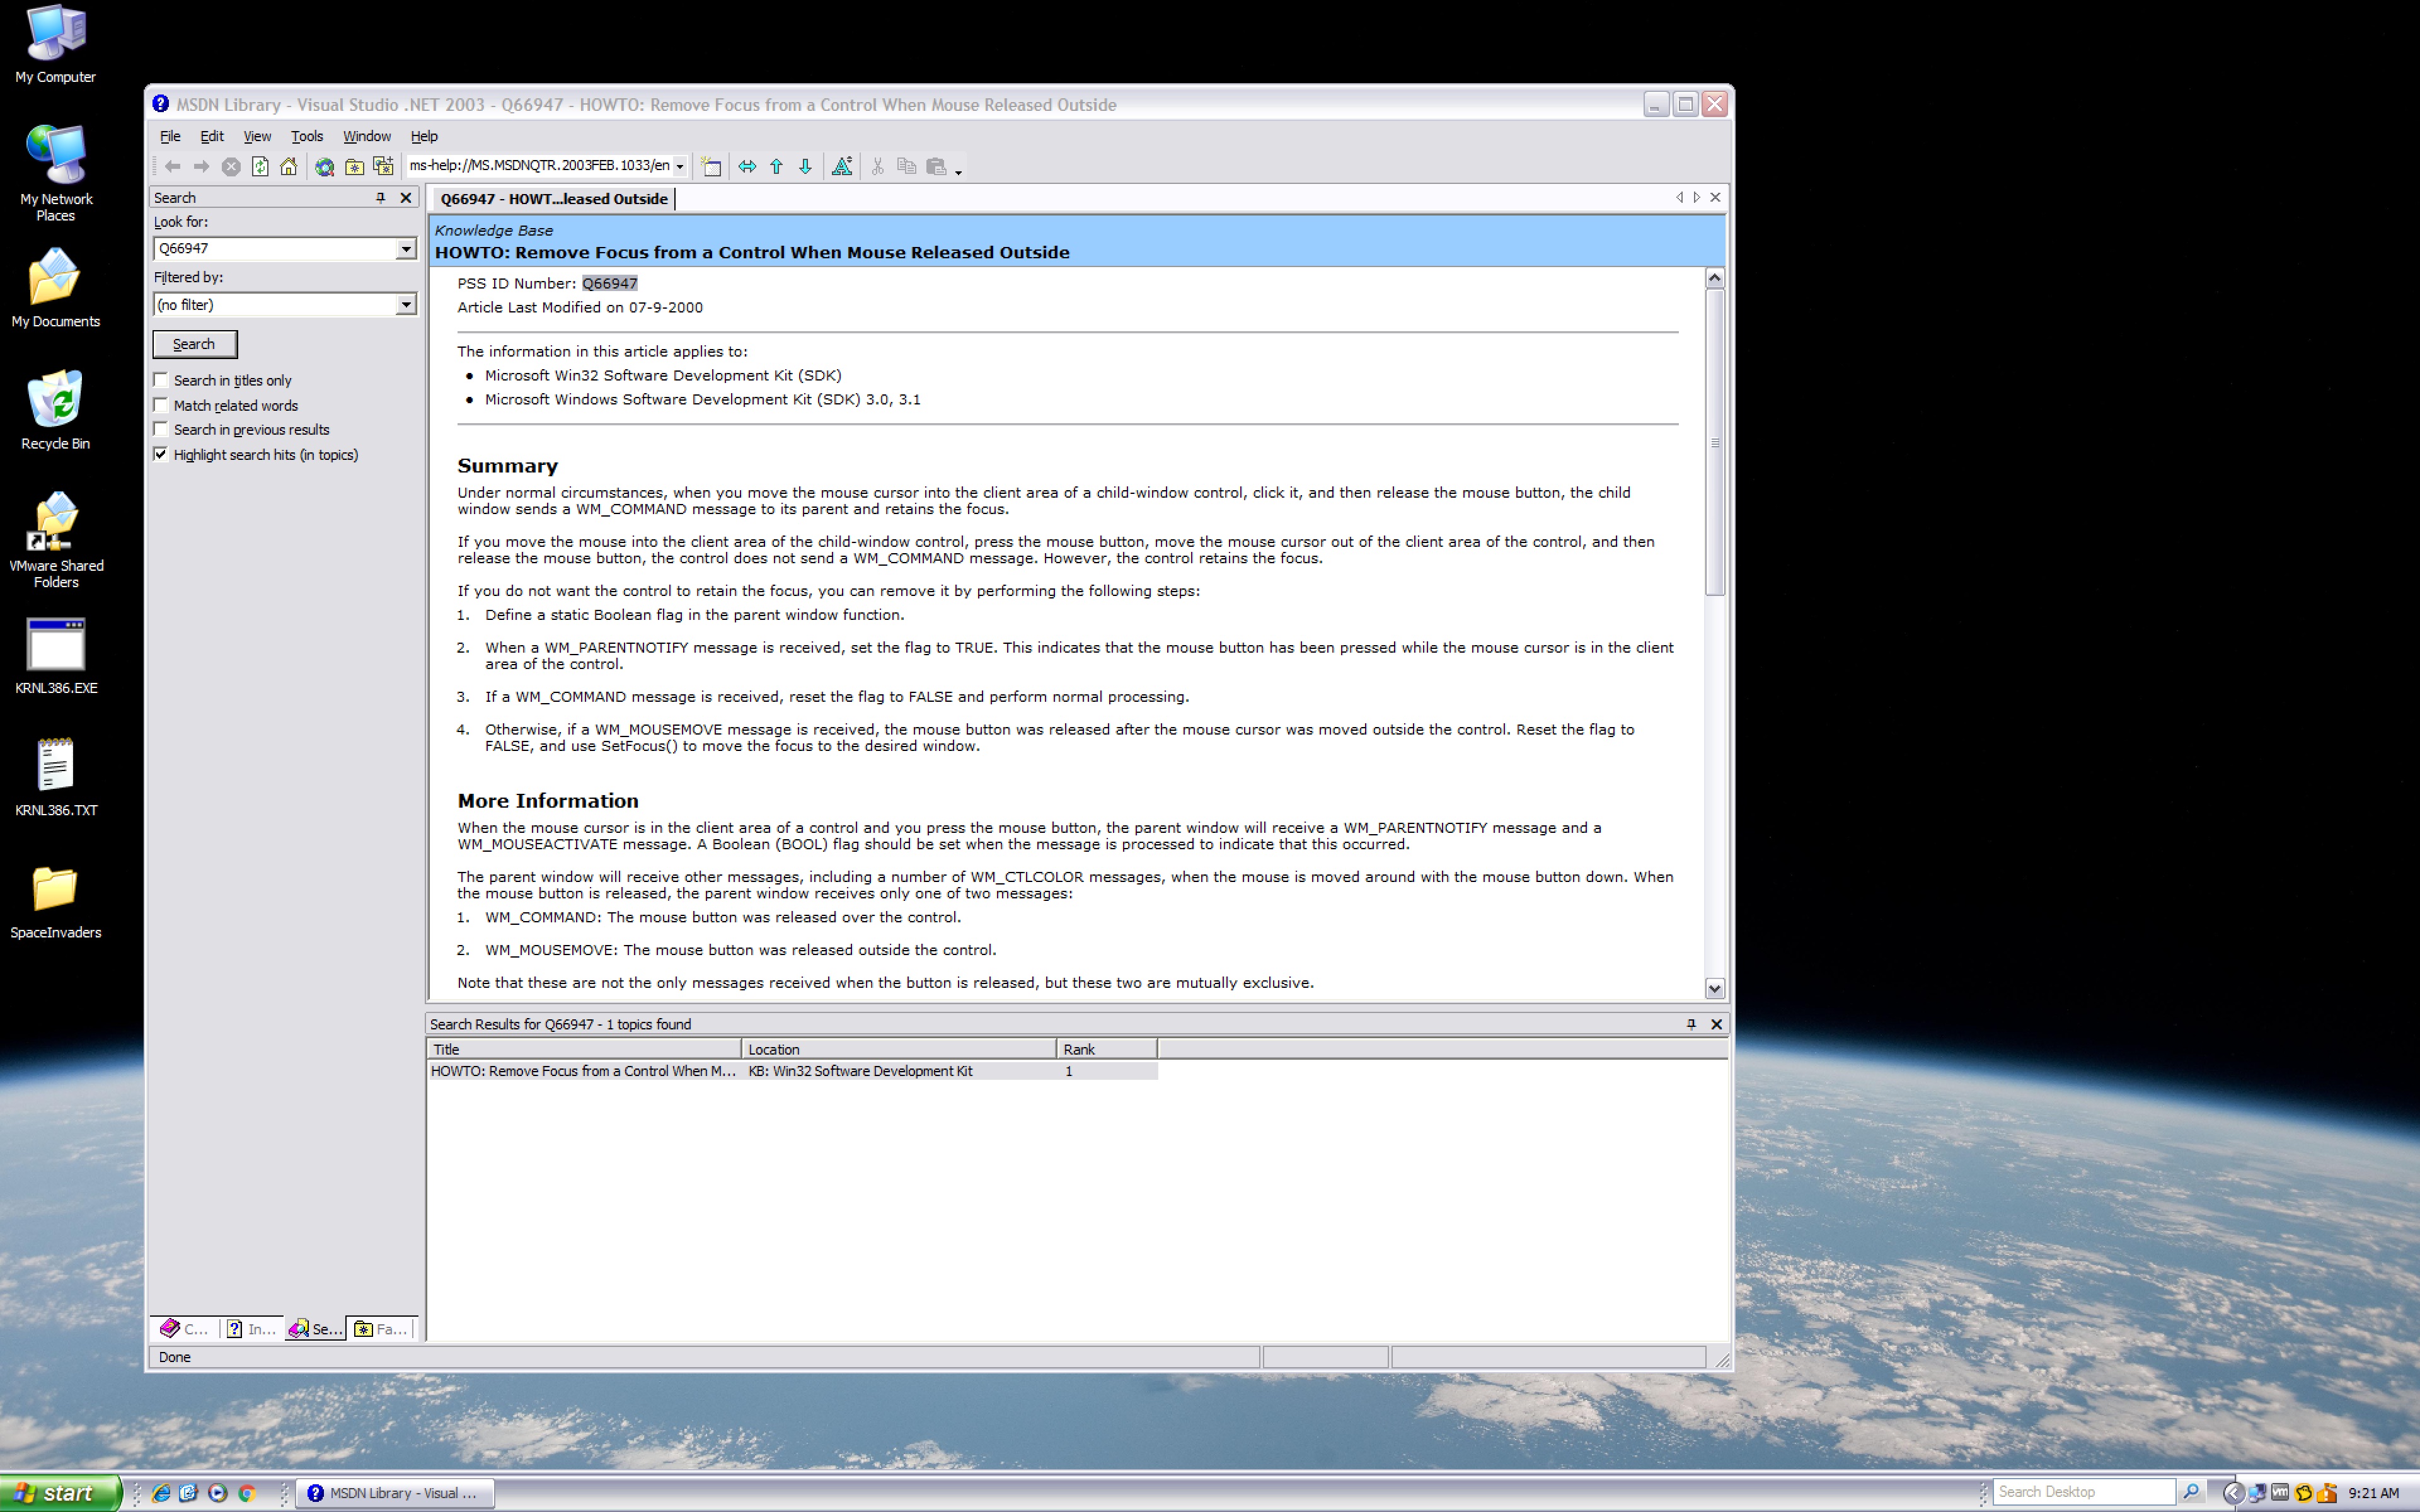 My Computer
My Network
Places
My Documents
Recycle Bin
VMware Shared
Folders
KRNL386.EXE
KRNL386.TXT
SpaceInvaders
MSDN Library - Visual Studio .NET 2003 - Q66947 - HOWTO: Remove Focus from a Control When Mouse Released Outside
File Edit View Tools Window Help
ms-help://MS.MSDNQTR.2003FEB.1033/en
Search
Look for:
Q66947
Filtered by:
(no filter)
Search
Search in titles only
Match related words
Search in previous results
Highlight search hits (in topics)
C... In... Se... Fa...
Q66947 - HOWT...leased Outside
Knowledge Base
HOWTO: Remove Focus from a Control When Mouse Released Outside
PSS ID Number: Q66947
Article Last Modified on 07-9-2000
The information in this article applies to:
• Microsoft Win32 Software Development Kit (SDK)
• Microsoft Windows Software Development Kit (SDK) 3.0, 3.1
Summary
Under normal circumstances, when you move the mouse cursor into the client area of a child-window control, click it, and then release the mouse button, the child
window sends a WM_COMMAND message to its parent and retains the focus.
If you move the mouse into the client area of the child-window control, press the mouse button, move the mouse cursor out of the client area of the control, and then
release the mouse button, the control does not send a WM_COMMAND message. However, the control retains the focus.
If you do not want the control to retain the focus, you can remove it by performing the following steps:
1. Define a static Boolean flag in the parent window function.
2. When a WM_PARENTNOTIFY message is received, set the flag to TRUE. This indicates that the mouse button has been pressed while the mouse cursor is in the client
area of the control.
3. If a WM_COMMAND message is received, reset the flag to FALSE and perform normal processing.
4. Otherwise, if a WM_MOUSEMOVE message is received, the mouse button was released after the mouse cursor was moved outside the control. Reset the flag to
FALSE, and use SetFocus() to move the focus to the desired window.
More Information
When the mouse cursor is in the client area of a control and you press the mouse button, the parent window will receive a WM_PARENTNOTIFY message and a
WM_MOUSEACTIVATE message. A Boolean (BOOL) flag should be set when the message is processed to indicate that this occurred.
The parent window will receive other messages, including a number of WM_CTLCOLOR messages, when the mouse is moved around with the mouse button down. When
the mouse button is released, the parent window receives only one of two messages:
1. WM_COMMAND: The mouse button was released over the control.
2. WM_MOUSEMOVE: The mouse button was released outside the control.
Note that these are not the only messages received when the button is released, but these two are mutually exclusive.
Search Results for Q66947 - 1 topics found
Title Location Rank
HOWTO: Remove Focus from a Control When M... KB: Win32 Software Development Kit 1
Done
start
MSDN Library - Visual ...
Search Desktop
9:21 AM